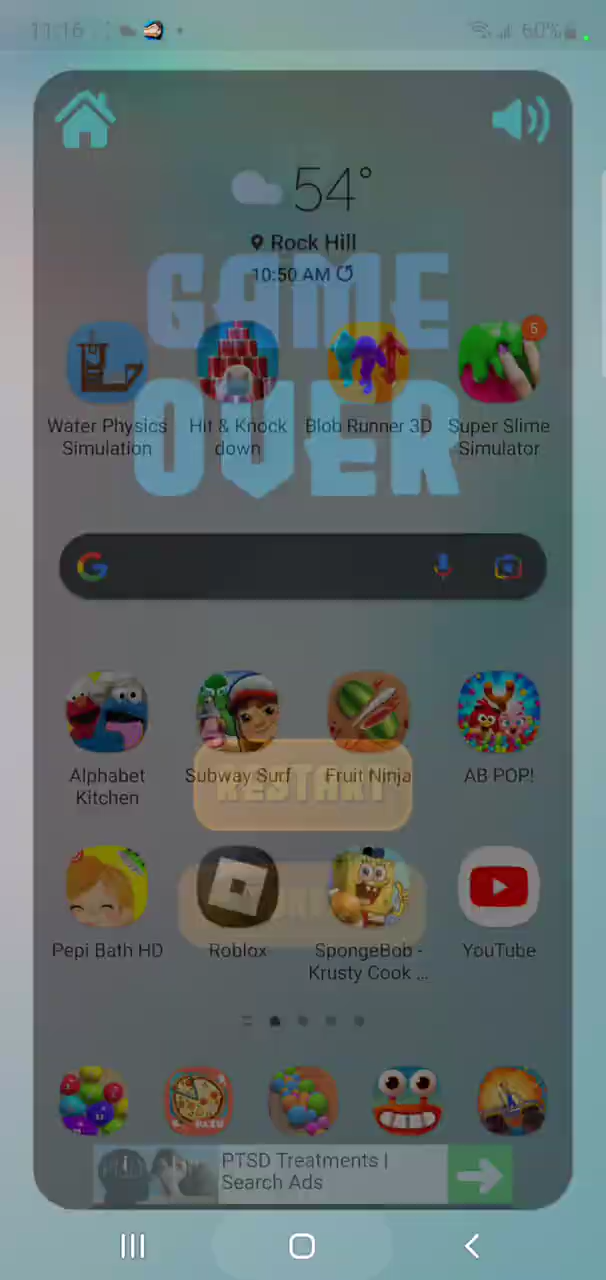 11:16
60%
54°
Rock Hill
10:50 AM
GAME
OVER
5
Water Physics Simulation
Hit & Knock down
Blob Runner 3D
Super Slime Simulator
Alphabet Kitchen
Subway Surf
Fruit Ninja
AB POP!
RESTART
Pepi Bath HD
Roblox
SpongeBob - Krusty Cook ...
YouTube
PTSD Treatments |
Search Ads